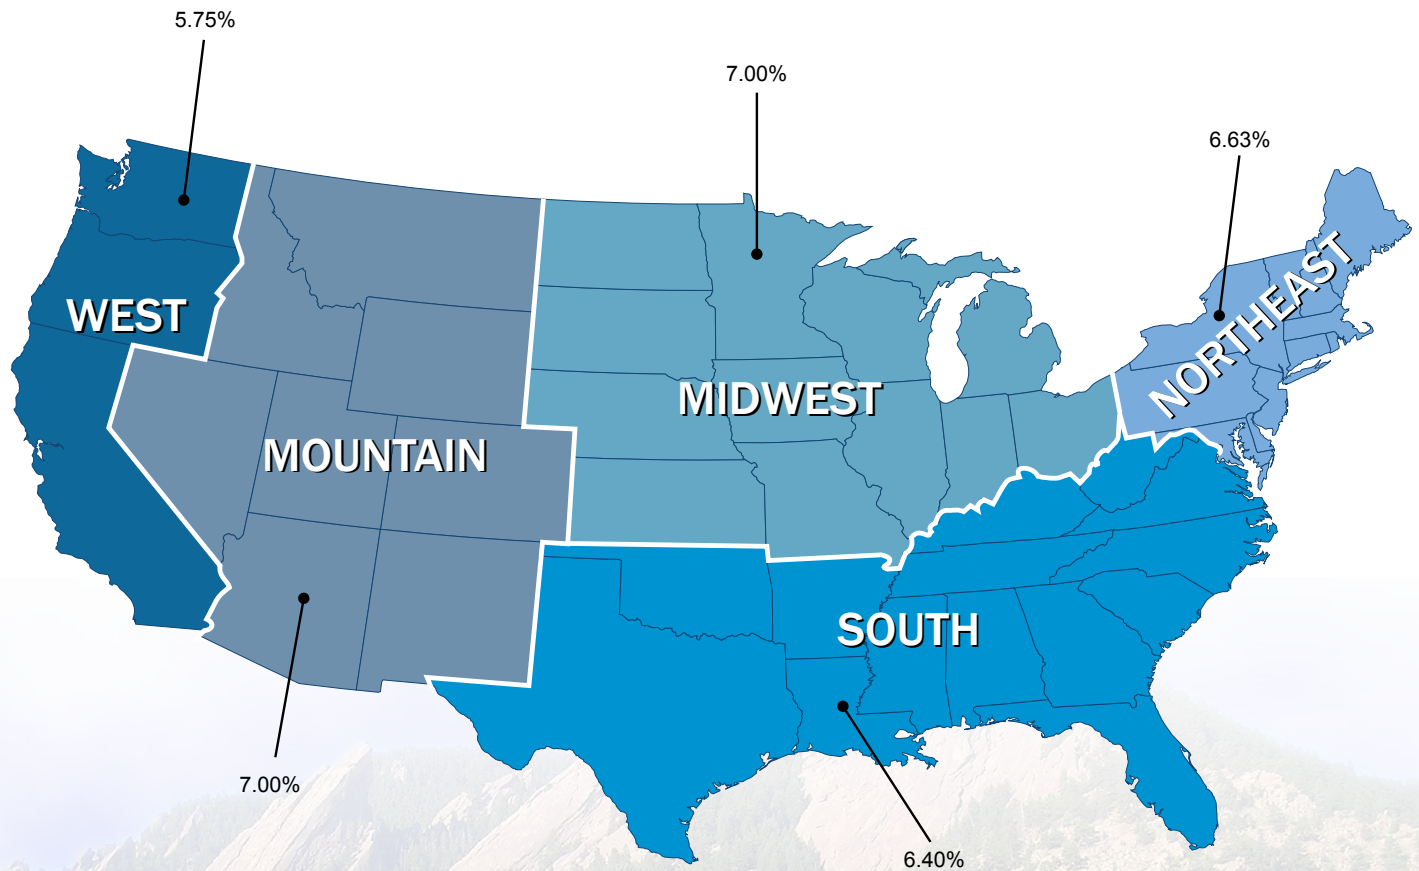 5.75%
7.00%
6.63%
WEST
MIDWEST
NORTHEAST
MOUNTAIN
SOUTH
7.00%
6.40%